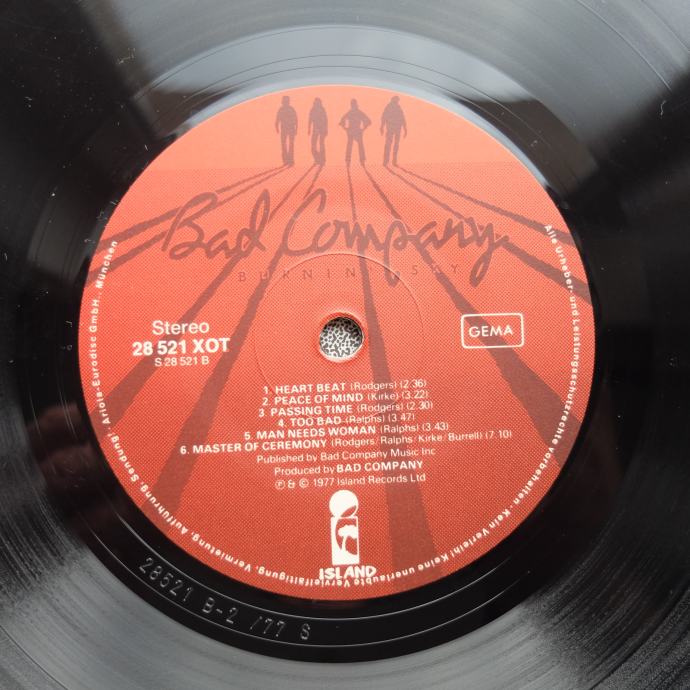 Bad Company
BURNIN' SKY
Stereo
28 521 XOT
S 28 521 B
GEMA
1. HEART BEAT (Rodgers) (2.36)
2. PEACE OF MIND (Kirke) (3.22)
3. PASSING TIME (Rodgers) (2.30)
4. TOO BAD (Ralphs) (3.47)
5. MAN NEEDS WOMAN (Ralphs) (3.43)
6. MASTER OF CEREMONY (Rodgers/Ralphs/Kirke/Burrell) (7.10)
Published by Bad Company Music Inc
Produced by BAD COMPANY
℗ & © 1977 Island Records Ltd
i
ISLAND
Alle Urheber- und Leistungsschutzrechte vorbehalten · Kein Verleih! Keine unerlaubte Vervielfältigung, Vermietung, Aufführung, Sendung! Ariola-Eurodisc GmbH., München
28521 B-2 /77 S